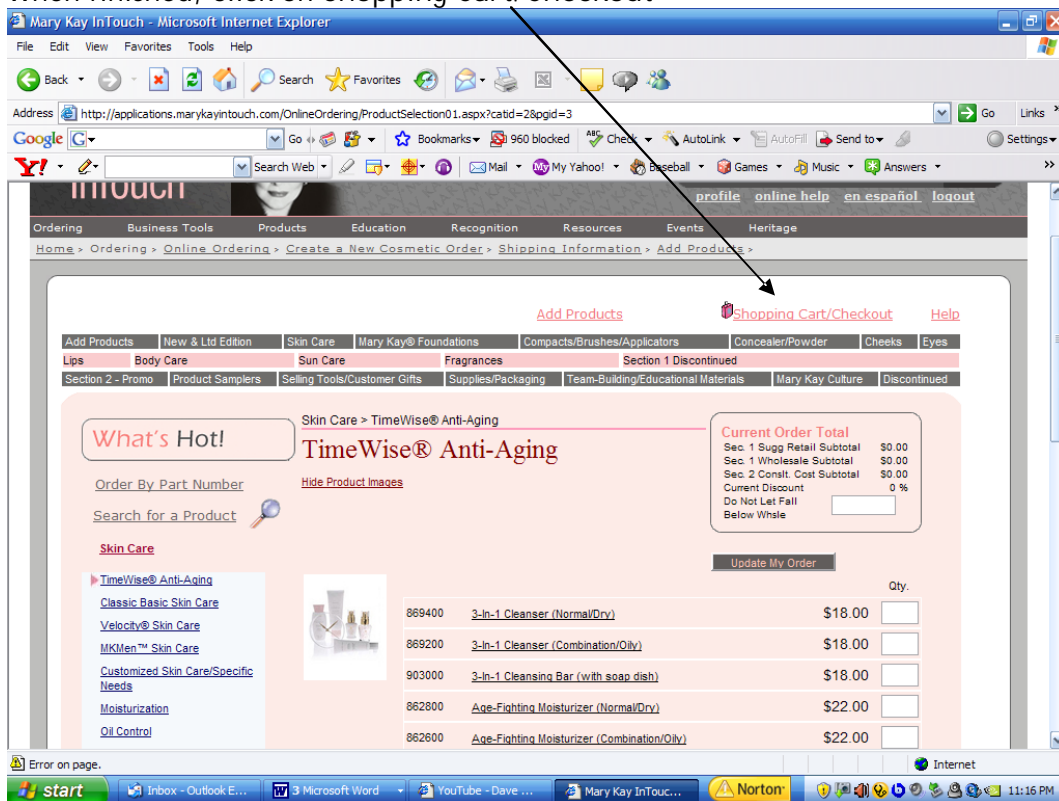 When finished, click on shopping cart/checkout
Mary Kay InTouch - Microsoft Internet Explorer
File Edit View Favorites Tools Help
Back Search Favorites
Address http://applications.marykayintouch.com/OnlineOrdering/ProductSelection01.aspx?catid=2&pgid=3 Go Links »
Google G Go Bookmarks 960 blocked ABC Check AutoLink AutoFill Send to Settings
Y! Search Web Mail My Yahoo! Baseball Games Music Answers »
InTouch
profile online help en español logout
Ordering Business Tools Products Education Recognition Resources Events Heritage
Home > Ordering > Online Ordering > Create a New Cosmetic Order > Shipping Information > Add Products >
Add Products Shopping Cart/Checkout Help
Add Products New & Ltd Edition Skin Care Mary Kay® Foundations Compacts/Brushes/Applicators Concealer/Powder Cheeks Eyes
Lips Body Care Sun Care Fragrances Section 1 Discontinued
Section 2 - Promo Product Samplers Selling Tools/Customer Gifts Supplies/Packaging Team-Building/Educational Materials Mary Kay Culture Discontinued
What's Hot!
Order By Part Number
Search for a Product
Skin Care
TimeWise® Anti-Aging
Classic Basic Skin Care
Velocity® Skin Care
MKMen™ Skin Care
Customized Skin Care/Specific
Needs
Moisturization
Oil Control
Skin Care > TimeWise® Anti-Aging
TimeWise® Anti-Aging
Hide Product Images
Current Order Total
Sec. 1 Sugg Retail Subtotal $0.00
Sec. 1 Wholesale Subtotal $0.00
Sec. 2 Conslt. Cost Subtotal $0.00
Current Discount 0 %
Do Not Let Fall
Below Whsle
Update My Order
Qty.
869400 3-In-1 Cleanser (Normal/Dry) $18.00
869200 3-In-1 Cleanser (Combination/Oily) $18.00
903000 3-In-1 Cleansing Bar (with soap dish) $18.00
862800 Age-Fighting Moisturizer (Normal/Dry) $22.00
862600 Age-Fighting Moisturizer (Combination/Oily) $22.00
Error on page. Internet
start Inbox - Outlook E... 3 Microsoft Word YouTube - Dave ... Mary Kay InTouc... Norton 11:16 PM